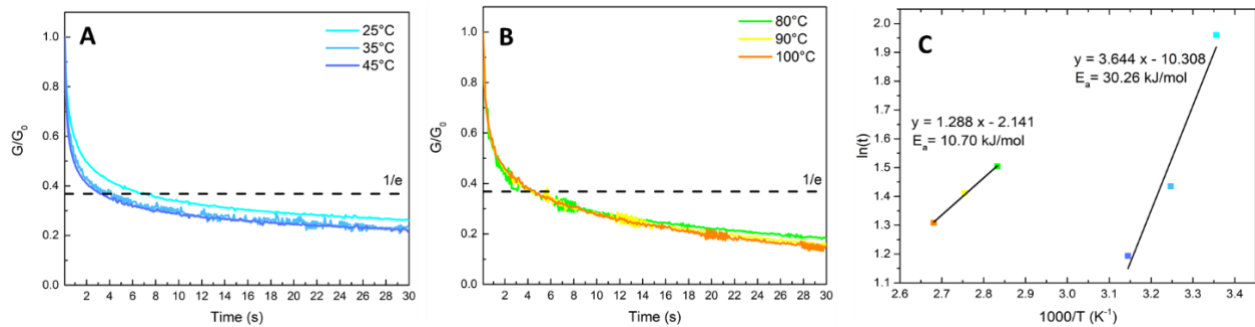 A
25°C
35°C
45°C
1/e
G/G₀
1.0
0.8
0.6
0.4
0.2
0.0
2 4 6 8 10 12 14 16 18 20 22 24 26 28 30
Time (s)
B
80°C
90°C
100°C
1/e
G/G₀
1.0
0.8
0.6
0.4
0.2
0.0
2 4 6 8 10 12 14 16 18 20 22 24 26 28 30
Time (s)
C
y = 3.644 x - 10.308
Eₐ= 30.26 kJ/mol
y = 1.288 x - 2.141
Eₐ= 10.70 kJ/mol
ln(t)
2.0
1.9
1.8
1.7
1.6
1.5
1.4
1.3
1.2
1.1
2.6 2.7 2.8 2.9 3.0 3.1 3.2 3.3 3.4
1000/T (K⁻¹)